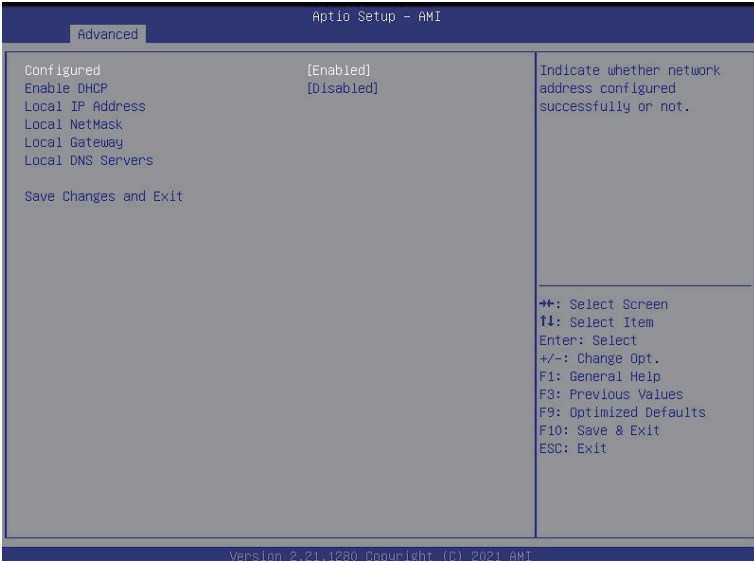 Aptio Setup – AMI
Advanced
Configured [Enabled]
Enable DHCP [Disabled]
Local IP Address
Local NetMask
Local Gateway
Local DNS Servers
Save Changes and Exit
Indicate whether network
address configured
successfully or not.
→←: Select Screen
↑↓: Select Item
Enter: Select
+/-: Change Opt.
F1: General Help
F3: Previous Values
F9: Optimized Defaults
F10: Save & Exit
ESC: Exit
Version 2.21.1280 Copyright (C) 2021 AMI